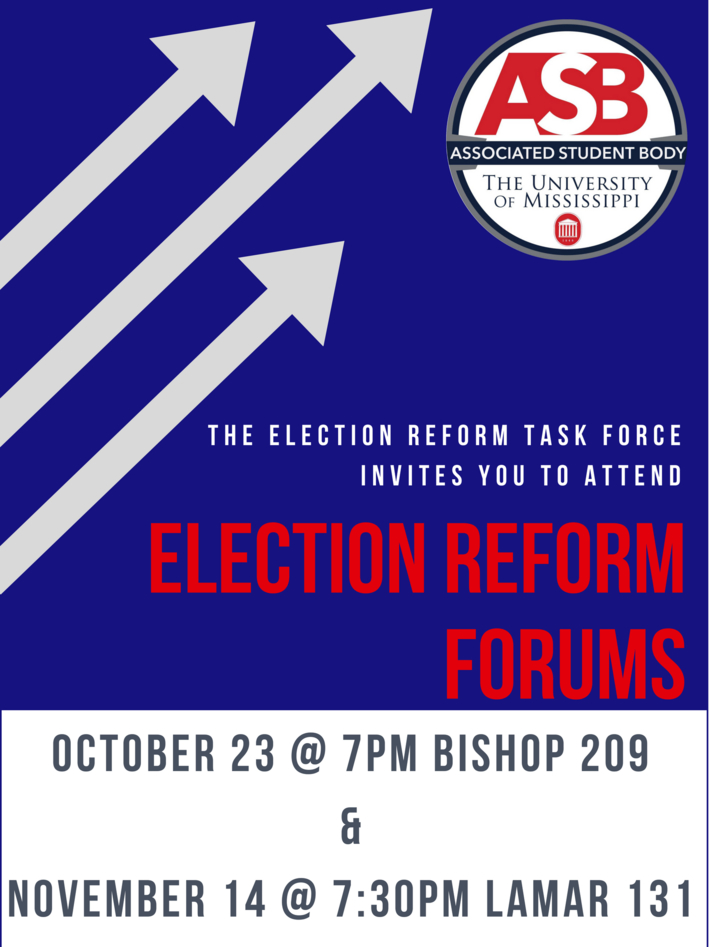 ASB
ASSOCIATED STUDENT BODY
THE UNIVERSITY
OF MISSISSIPPI
THE ELECTION REFORM TASK FORCE
INVITES YOU TO ATTEND
ELECTION REFORM
FORUMS
OCTOBER 23 @ 7PM BISHOP 209
&
NOVEMBER 14 @ 7:30PM LAMAR 131